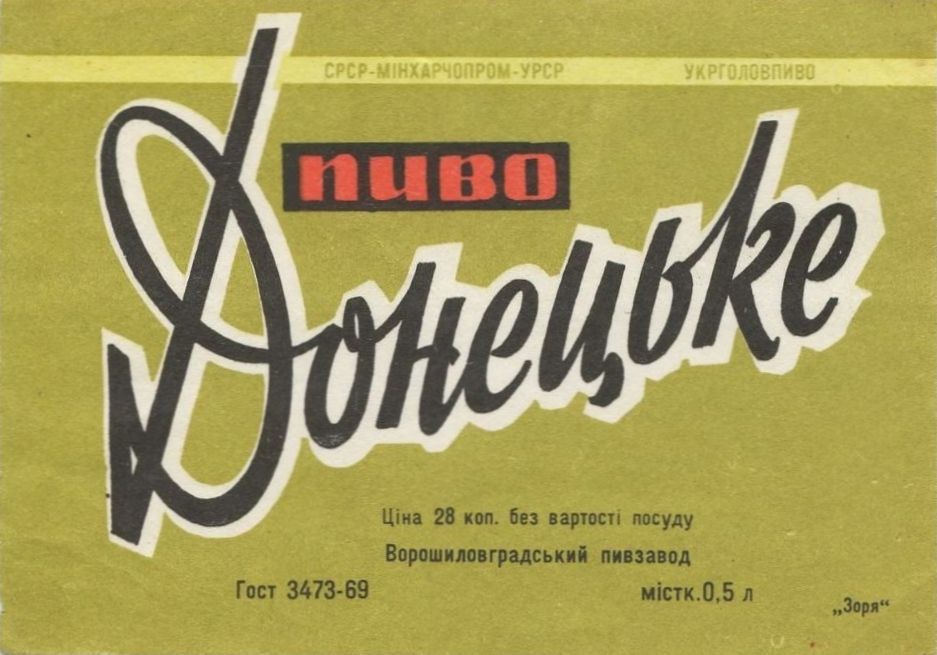 СРСР-МІНХАРЧОПРОМ-УРСР УКРГОЛОВПИВО
пиво
Донецьке
Ціна 28 коп. без вартості посуду
Ворошиловградський пивзавод
Гост 3473-69 містк.0,5 л
„Зоря“